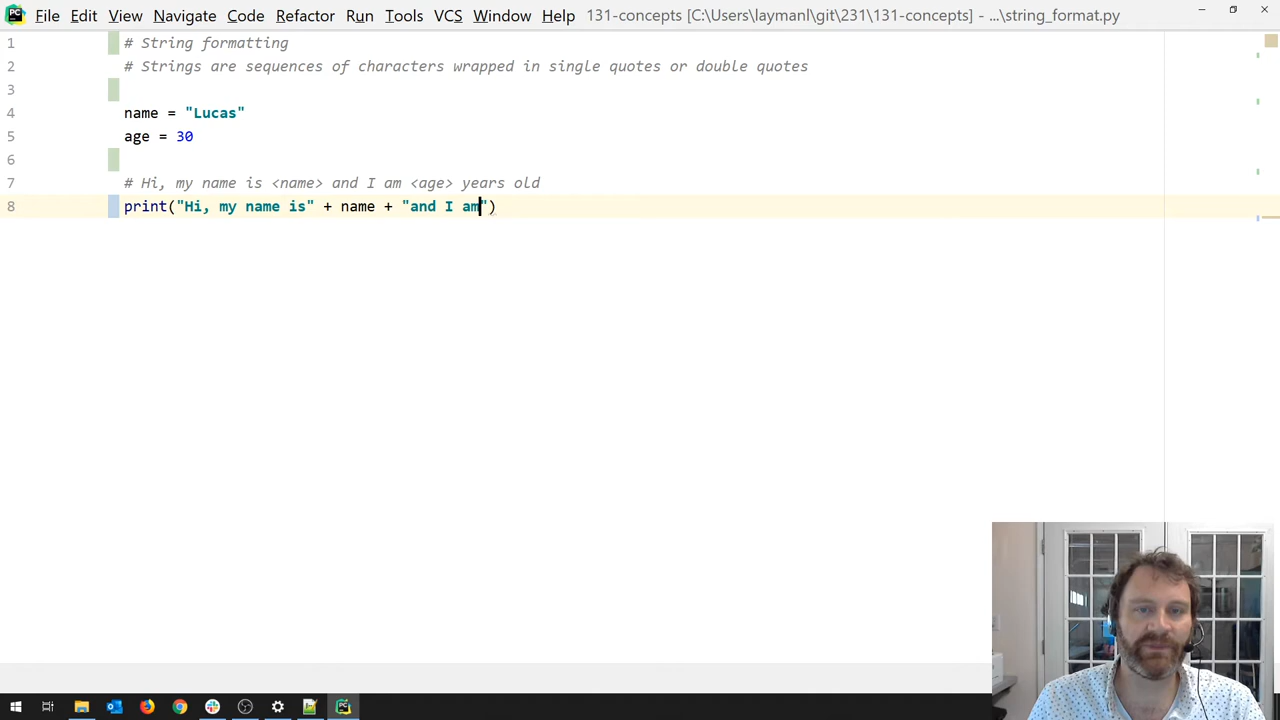 File Edit View Navigate Code Refactor Run Tools VCS Window Help 131-concepts [C:\Users\laymanl\git\231\131-concepts] - ...\string_format.py
1 # String formatting
2 # Strings are sequences of characters wrapped in single quotes or double quotes
3
4 name = "Lucas"
5 age = 30
6
7 # Hi, my name is <name> and I am <age> years old
8 print("Hi, my name is" + name + "and I am")